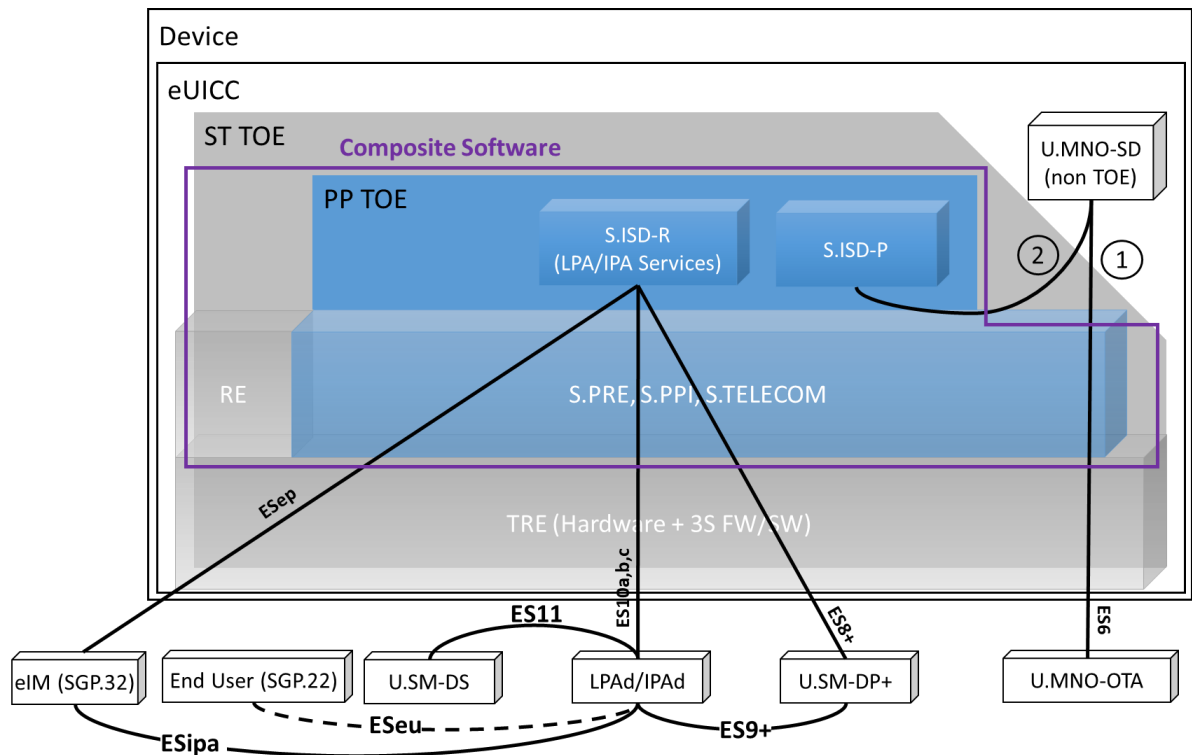 Device
eUICC
ST TOE
Composite Software
U.MNO-SD
(non TOE)
PP TOE
S.ISD-R
(LPA/IPA Services)
S.ISD-P
2
1
RE
S.PRE, S.PPI, S.TELECOM
ESep
TRE (Hardware + 3S FW/SW)
ES10a,b,c
ES11
ES8+
ES6
eIM (SGP.32)
End User (SGP.22)
U.SM-DS
LPAd/IPAd
U.SM-DP+
U.MNO-OTA
ESeu
ES9+
ESipa